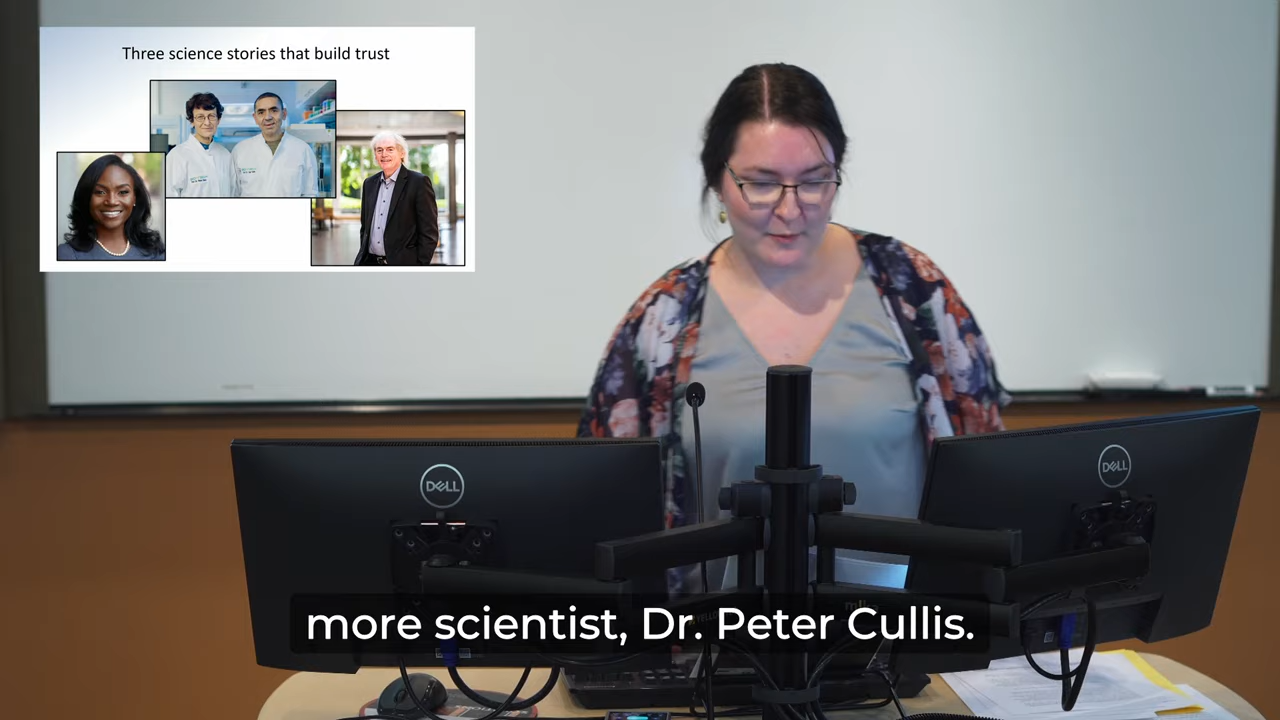 Three science stories that build trust
DELL
DELL
more scientist, Dr. Peter Cullis.